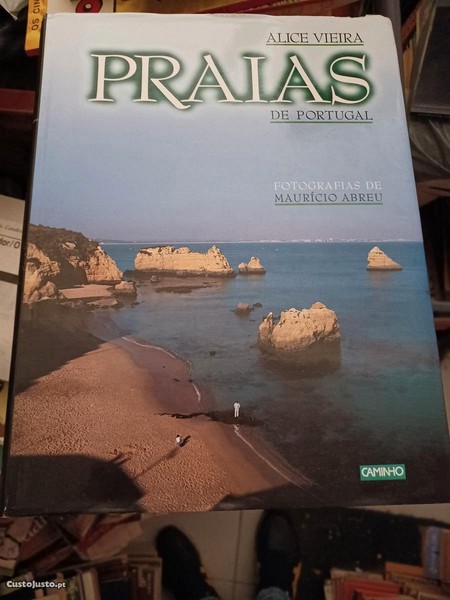 ALICE VIEIRA
PRAIAS
DE PORTUGAL
FOTOGRAFIAS DE
MAURÍCIO ABREU
CAMINHO
CustoJusto.pt